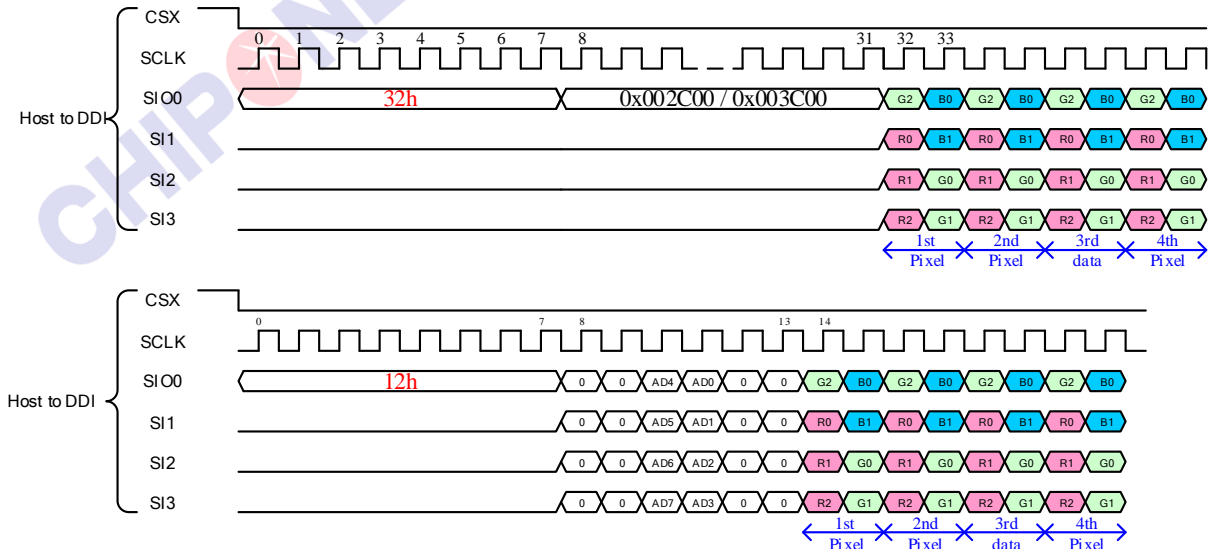 CSX
0 1 2 3 4 5 6 7 8 31 32 33
SCLK
SIO0 32h 0x002C00 / 0x003C00 G2 B0 G2 B0 G2 B0 G2 B0
Host to DDI
SI1 R0 B1 R0 B1 R0 B1 R0 B1
SI2 R1 G0 R1 G0 R1 G0 R1 G0
SI3 R2 G1 R2 G1 R2 G1 R2 G1
1st 2nd 3rd 4th
Pixel Pixel data Pixel
CSX
0 7 8 13 14
SCLK
SIO0 12h 0 0 AD4 AD0 0 0 G2 B0 G2 B0 G2 B0 G2 B0
Host to DDI
SI1 0 0 AD5 AD1 0 0 R0 B1 R0 B1 R0 B1 R0 B1
SI2 0 0 AD6 AD2 0 0 R1 G0 R1 G0 R1 G0 R1 G0
SI3 0 0 AD7 AD3 0 0 R2 G1 R2 G1 R2 G1 R2 G1
1st 2nd 3rd 4th
Pixel Pixel data Pixel